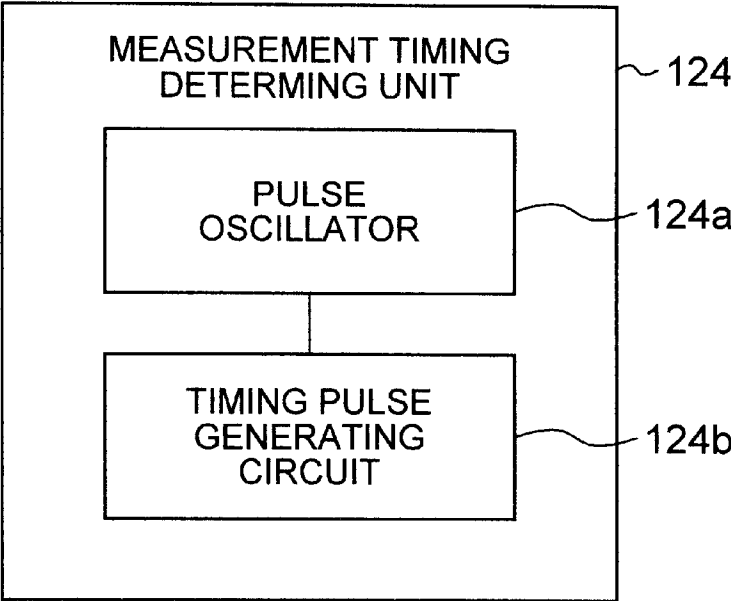 MEASUREMENT TIMING
DETERMING UNIT
124
PULSE
OSCILLATOR
124a
TIMING PULSE
GENERATING
CIRCUIT
124b